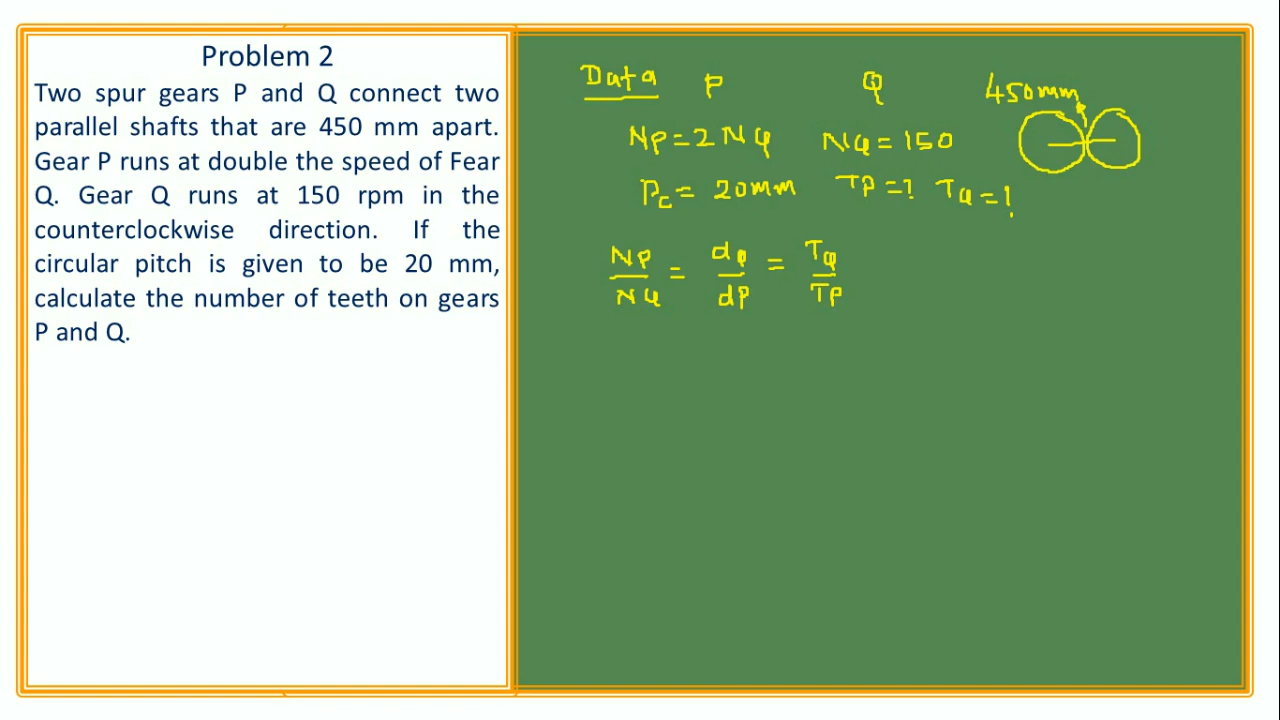 Problem 2
Two spur gears P and Q connect two
parallel shafts that are 450 mm apart.
Gear P runs at double the speed of Fear
Q. Gear Q runs at 150 rpm in the
counterclockwise direction. If the
circular pitch is given to be 20 mm,
calculate the number of teeth on gears
P and Q.
Data P Q 450mm
NP = 2NQ NQ = 150
Pc = 20mm TP = ? TQ = ?
NP/NQ = dQ/dP = TQ/TP